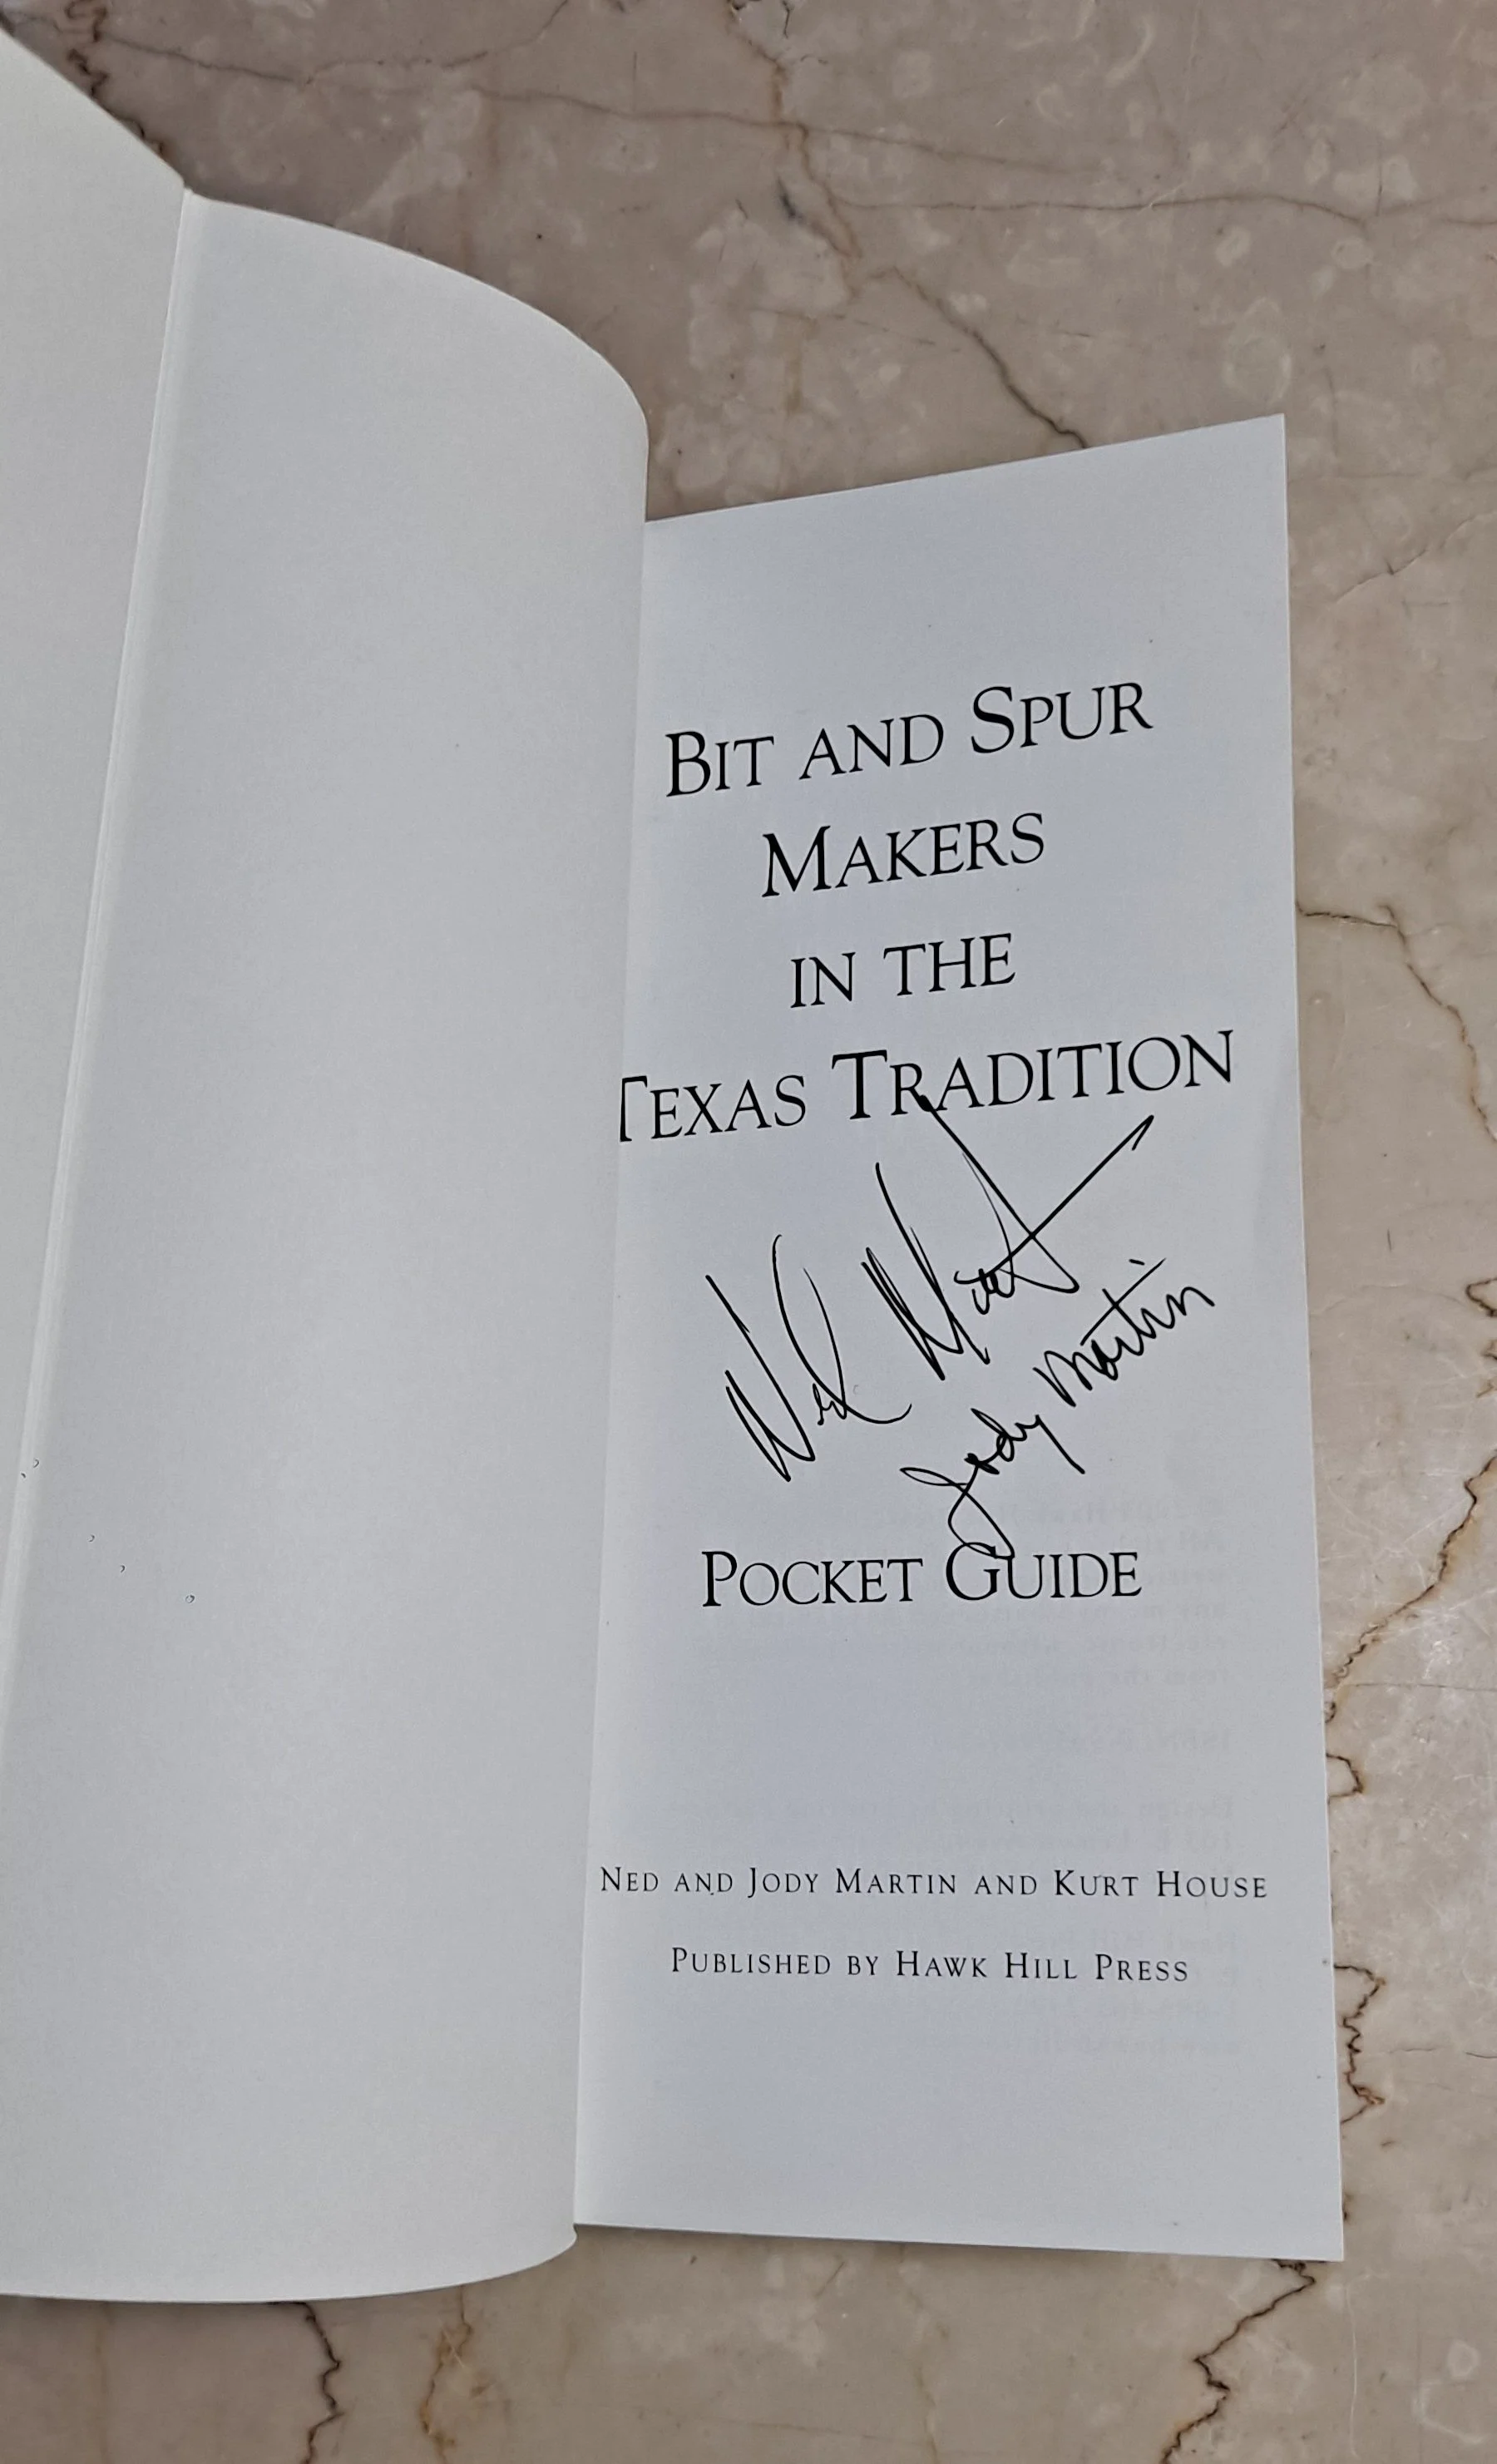 BIT AND SPUR
MAKERS
IN THE
TEXAS TRADITION
Ned Martin
Jody Martin
POCKET GUIDE
NED AND JODY MARTIN AND KURT HOUSE
PUBLISHED BY HAWK HILL PRESS